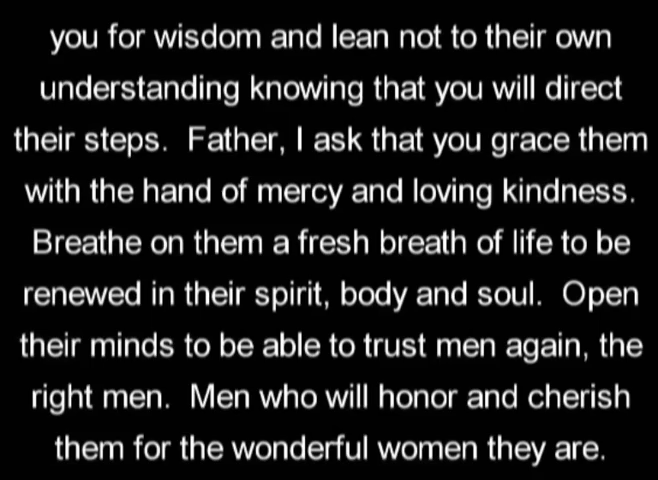 you for wisdom and lean not to their own
understanding knowing that you will direct
their steps.  Father, I ask that you grace them
with the hand of mercy and loving kindness.
Breathe on them a fresh breath of life to be
renewed in their spirit, body and soul.  Open
their minds to be able to trust men again, the
right men.  Men who will honor and cherish
them for the wonderful women they are.